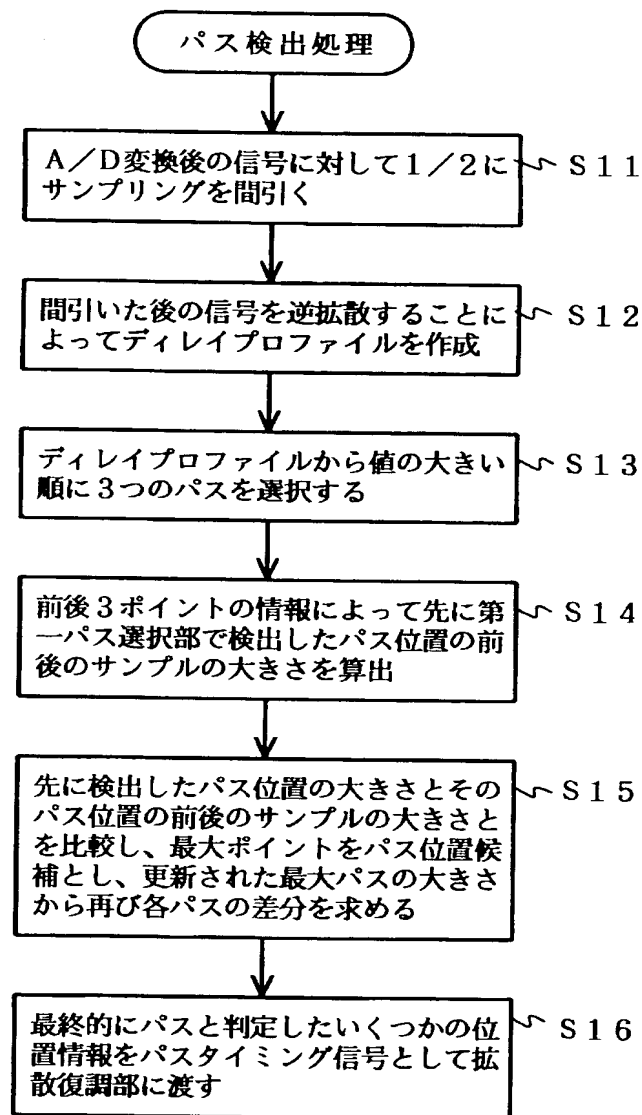 パス検出処理
A／D変換後の信号に対して1／2に
サンプリングを間引く
S11
間引いた後の信号を逆拡散することに
よってディレイプロファイルを作成
S12
ディレイプロファイルから値の大きい
順に3つのパスを選択する
S13
前後3ポイントの情報によって先に第
一パス選択部で検出したパス位置の前
後のサンプルの大きさを算出
S14
先に検出したパス位置の大きさとその
パス位置の前後のサンプルの大きさと
を比較し、最大ポイントをパス位置候
補とし、更新された最大パスの大きさ
から再び各パスの差分を求める
S15
最終的にパスと判定したいくつかの位
置情報をパスタイミング信号として拡
散復調部に渡す
S16